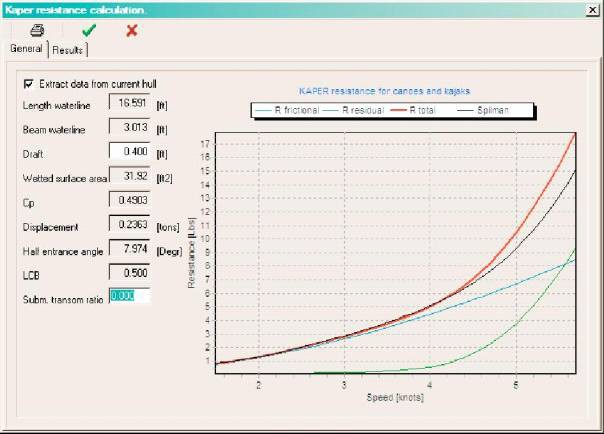 Kaper resistance calculation.
General Results
Extract data from current hull
Length waterline 16.591 [ft]
Beam waterline 3.013 [ft]
Draft 0.400 [ft]
Wetted surface area 31.92 [ft2]
Cp 0.4903
Displacement 0.2363 [tons]
Half entrance angle 7.974 [Degr]
LCB 0.500
Subm. transom ratio 0.000
KAPER resistance for canoes and kajaks
R frictional R residual R total Spilman
Resistance [Lbs]
17
16
15
14
13
12
11
10
9
8
7
6
5
4
3
2
1
2 3 4 5
Speed [knots]